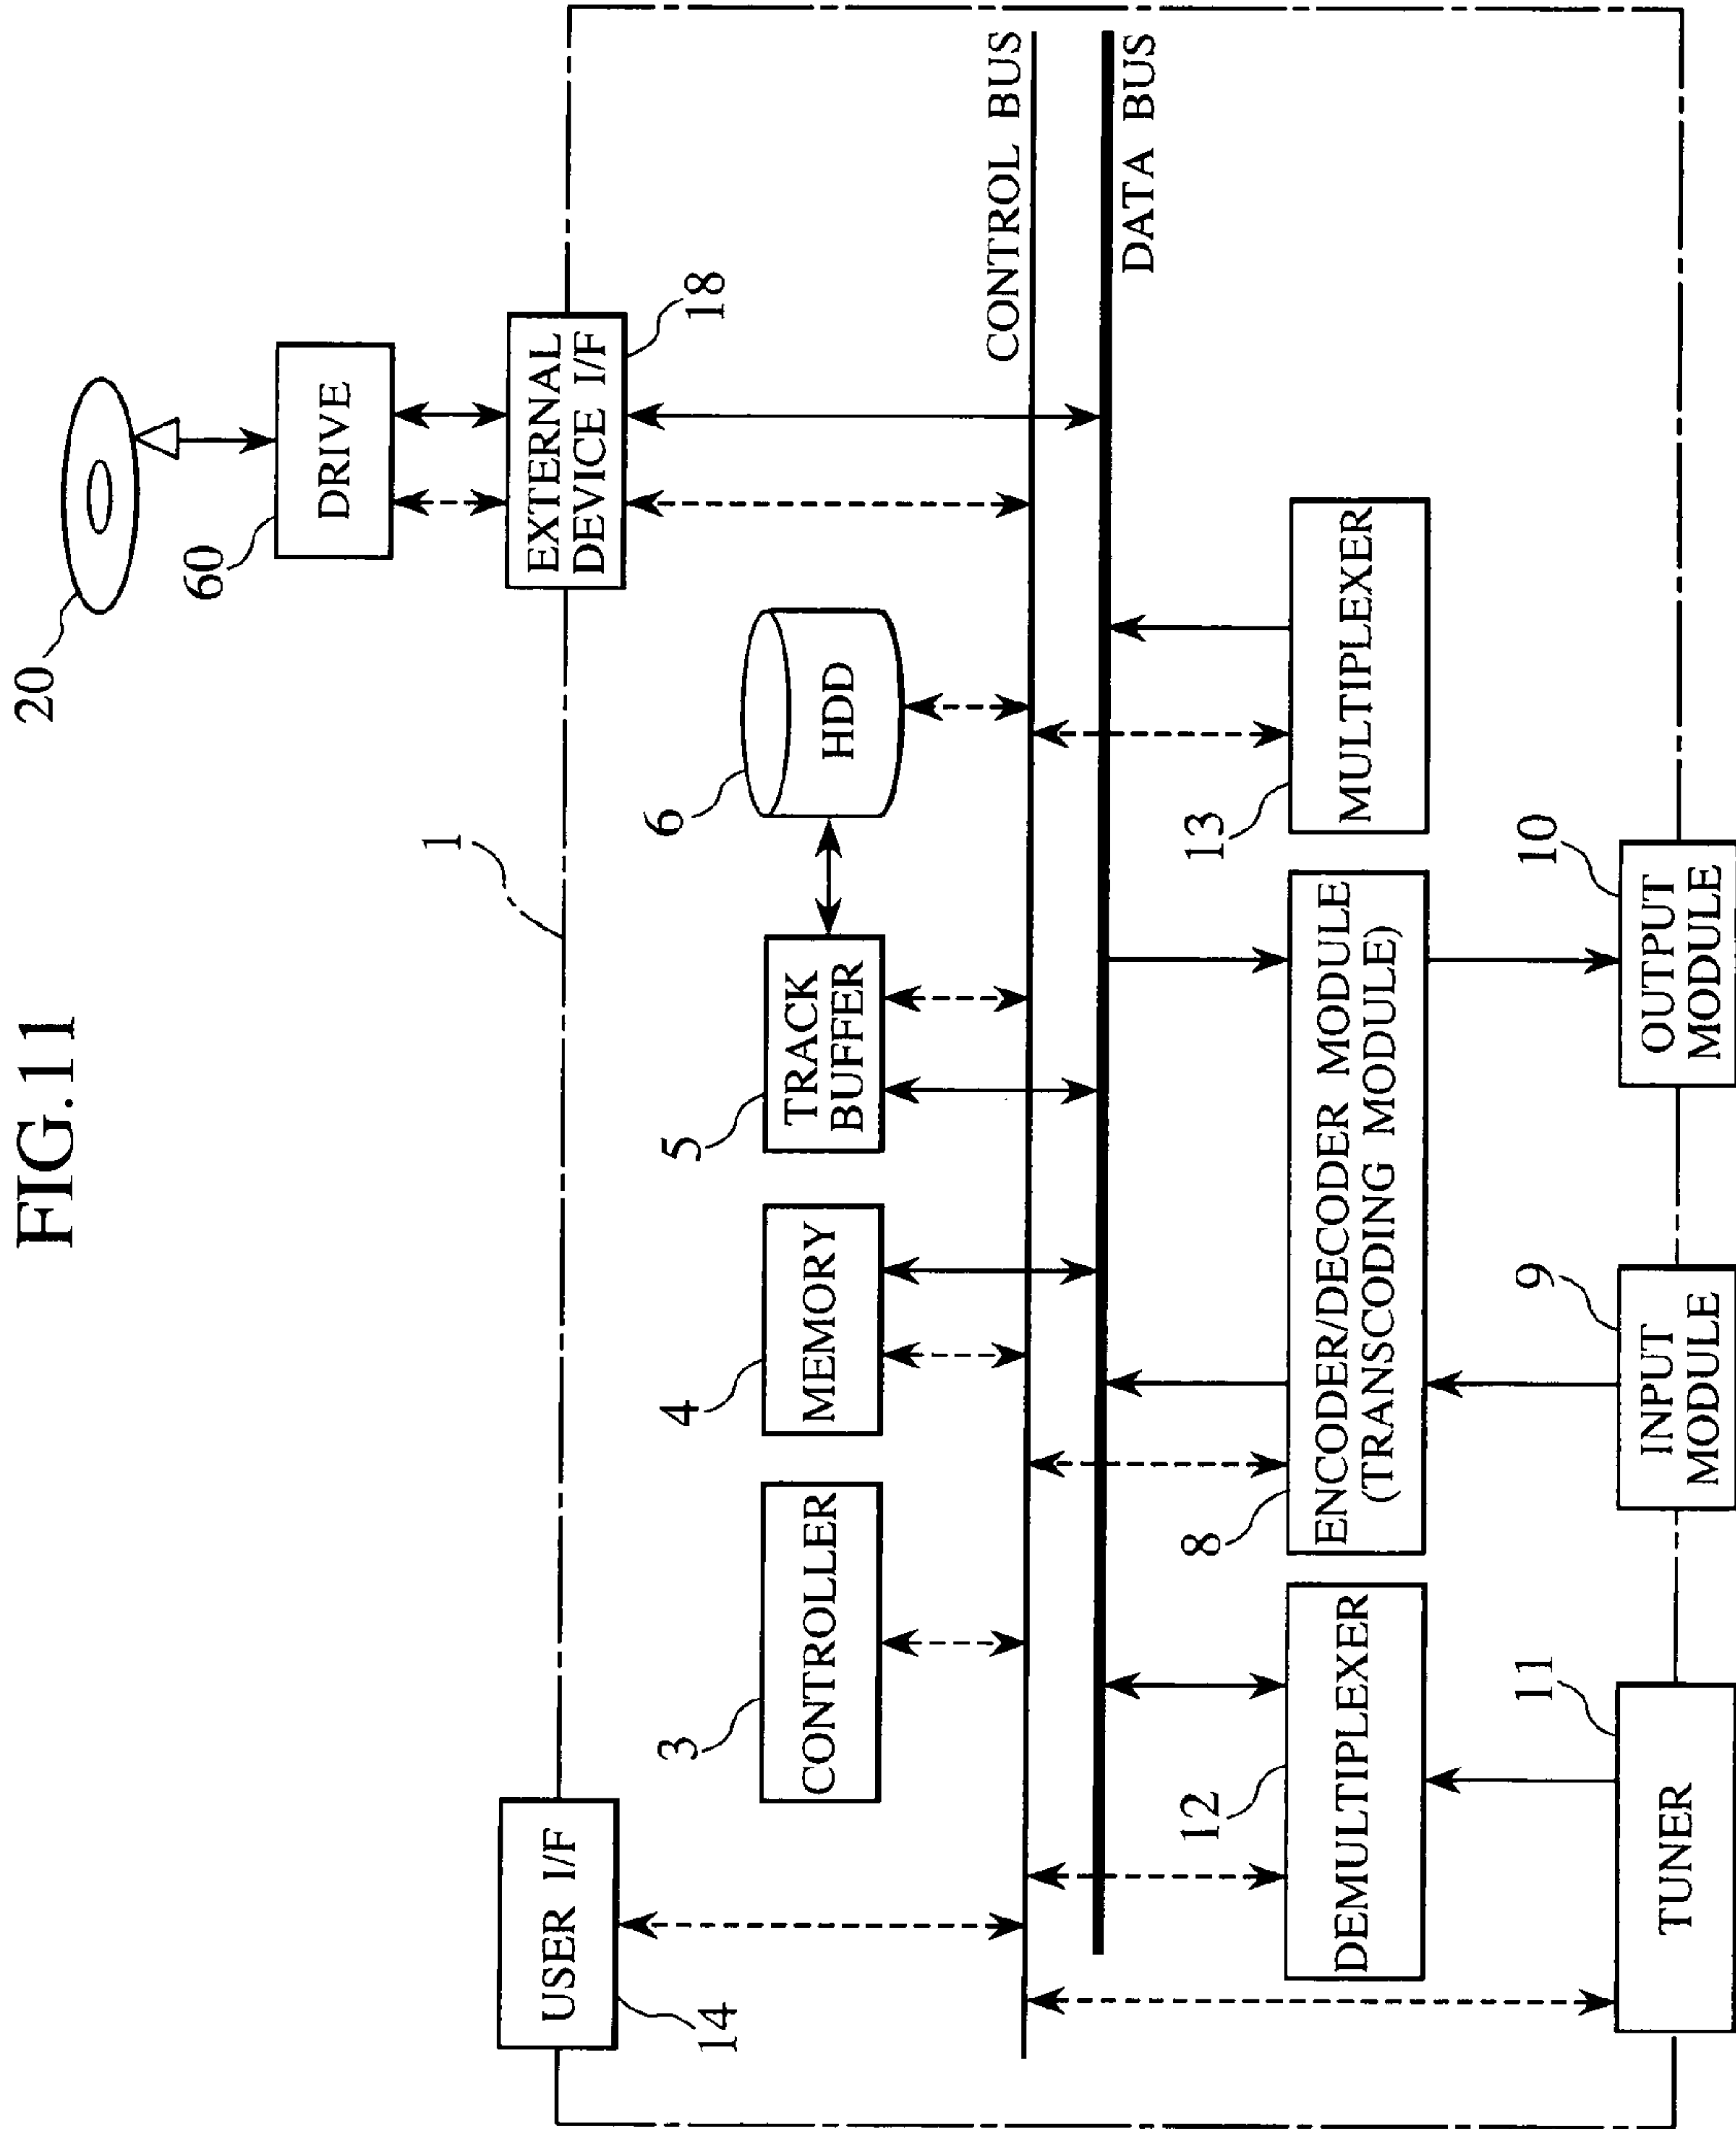 FIG.11
20
60
DRIVE
EXTERNAL
DEVICE I/F
18
1
USER I/F
14
3
CONTROLLER
4
MEMORY
5
TRACK
BUFFER
6
HDD
CONTROL BUS
DATA BUS
12
DEMULTIPLEXER
8
ENCODER/DECODER MODULE
(TRANSCODING MODULE)
13
MULTIPLEXER
11
TUNER
9
INPUT
MODULE
10
OUTPUT
MODULE